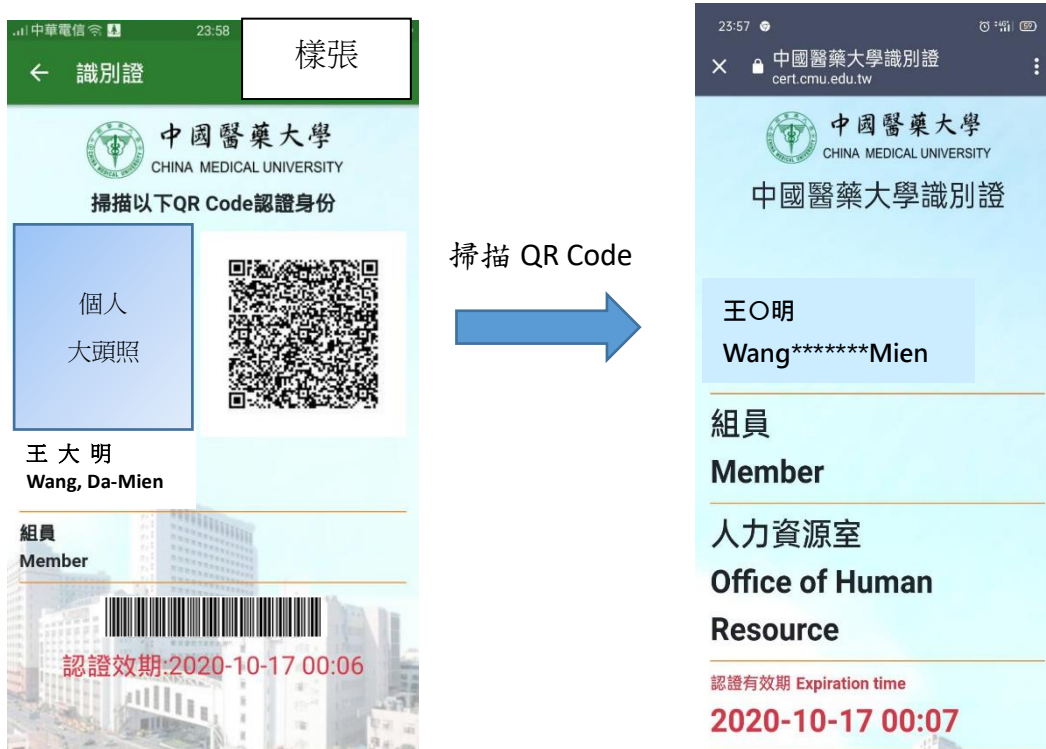 中華電信 23:58
樣張
← 識別證
中國醫藥大學
CHINA MEDICAL UNIVERSITY
掃描以下QR Code認證身份
個人
大頭照
王 大 明
Wang, Da-Mien
組員
Member
認證效期:2020-10-17 00:06
掃描 QR Code
23:57 59
中國醫藥大學識別證
cert.cmu.edu.tw
中國醫藥大學
CHINA MEDICAL UNIVERSITY
中國醫藥大學識別證
王〇明
Wang*******Mien
組員
Member
人力資源室
Office of Human
Resource
認證有效期 Expiration time
2020-10-17 00:07